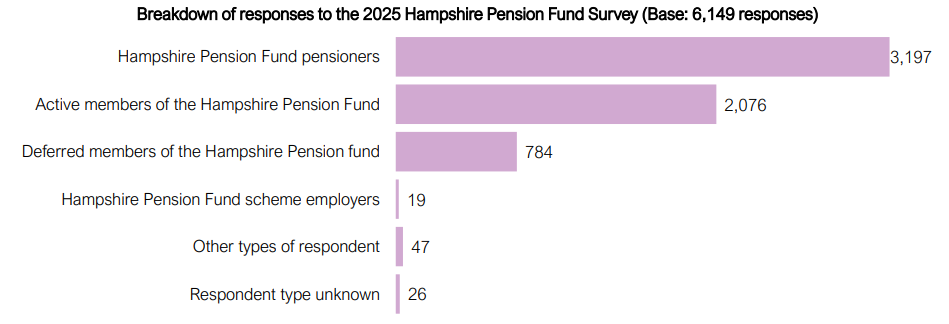 Breakdown of responses to the 2025 Hampshire Pension Fund Survey (Base: 6,149 responses)
Hampshire Pension Fund pensioners 3,197
Active members of the Hampshire Pension Fund 2,076
Deferred members of the Hampshire Pension fund 784
Hampshire Pension Fund scheme employers 19
Other types of respondent 47
Respondent type unknown 26